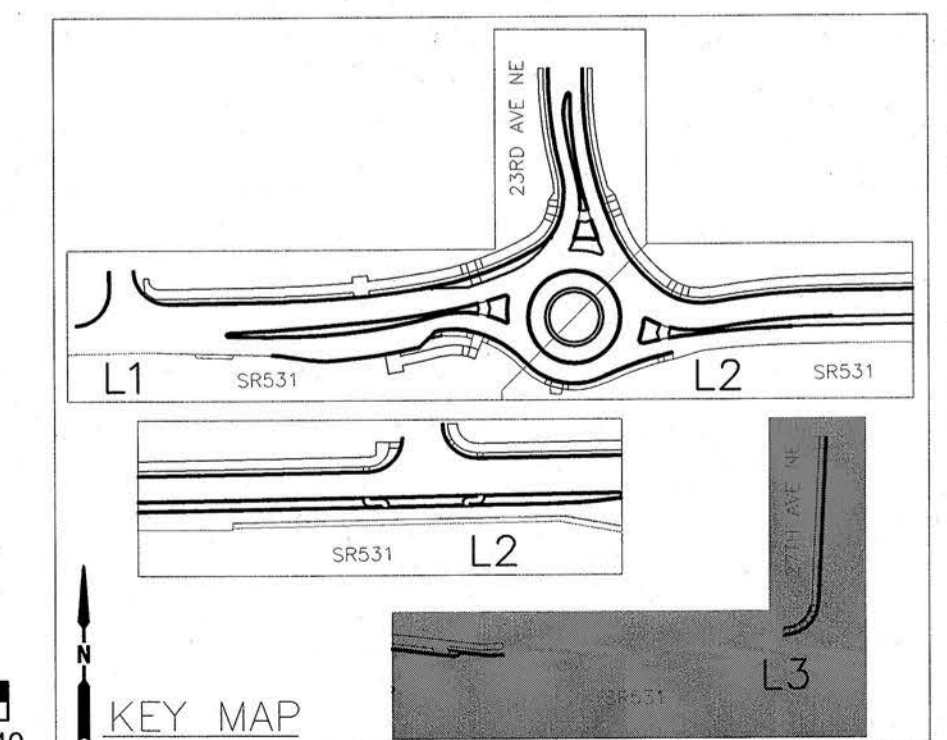 23RD AVE NE
L1
SR531
L2
SR531
SR531
L2
27TH AVE NE
SR531
L3
N
KEY MAP